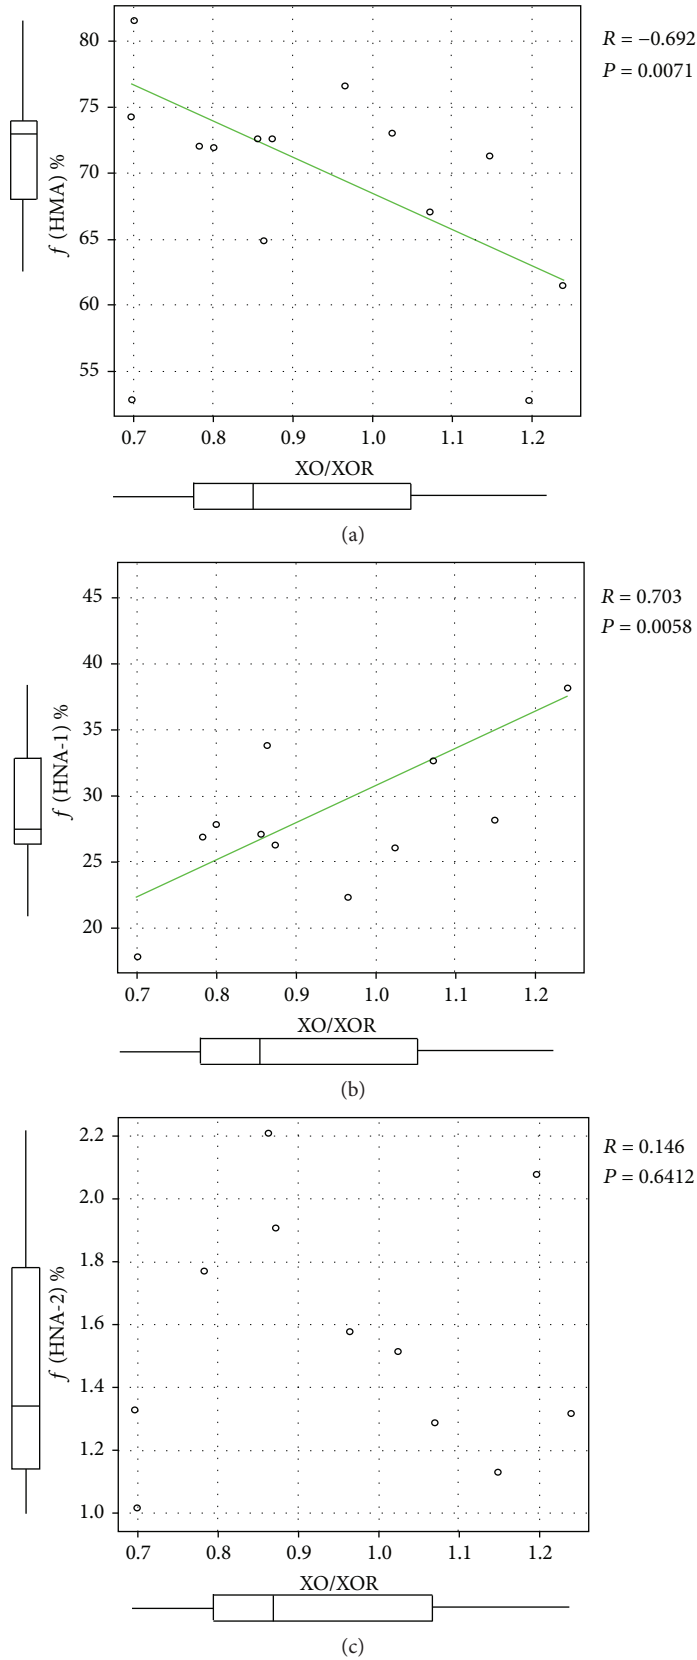 80
75
70
65
60
55
f (HMA) %
0.7 0.8 0.9 1.0 1.1 1.2
XO/XOR
R = −0.692
P = 0.0071
(a)
45
40
35
30
25
20
f (HNA-1) %
0.7 0.8 0.9 1.0 1.1 1.2
XO/XOR
R = 0.703
P = 0.0058
(b)
2.2
2.0
1.8
1.6
1.4
1.2
1.0
f (HNA-2) %
0.7 0.8 0.9 1.0 1.1 1.2
XO/XOR
R = 0.146
P = 0.6412
(c)